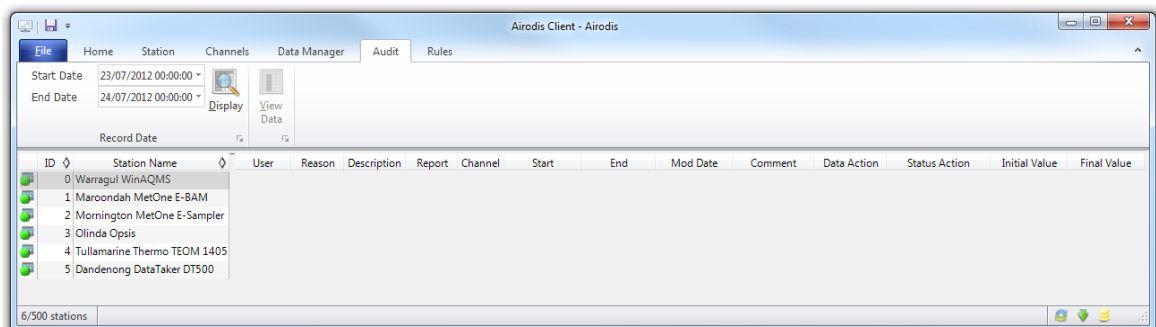 Airodis Client - Airodis
File Home Station Channels Data Manager Audit Rules
Start Date 23/07/2012 00:00:00
End Date 24/07/2012 00:00:00
Display
View Data
Record Date
ID Station Name User Reason Description Report Channel Start End Mod Date Comment Data Action Status Action Initial Value Final Value
0 Warragul WinAQMS
1 Maroondah MetOne E-BAM
2 Mornington MetOne E-Sampler
3 Olinda Opsis
4 Tullamarine Thermo TEOM 1405
5 Dandenong DataTaker DT500
6/500 stations